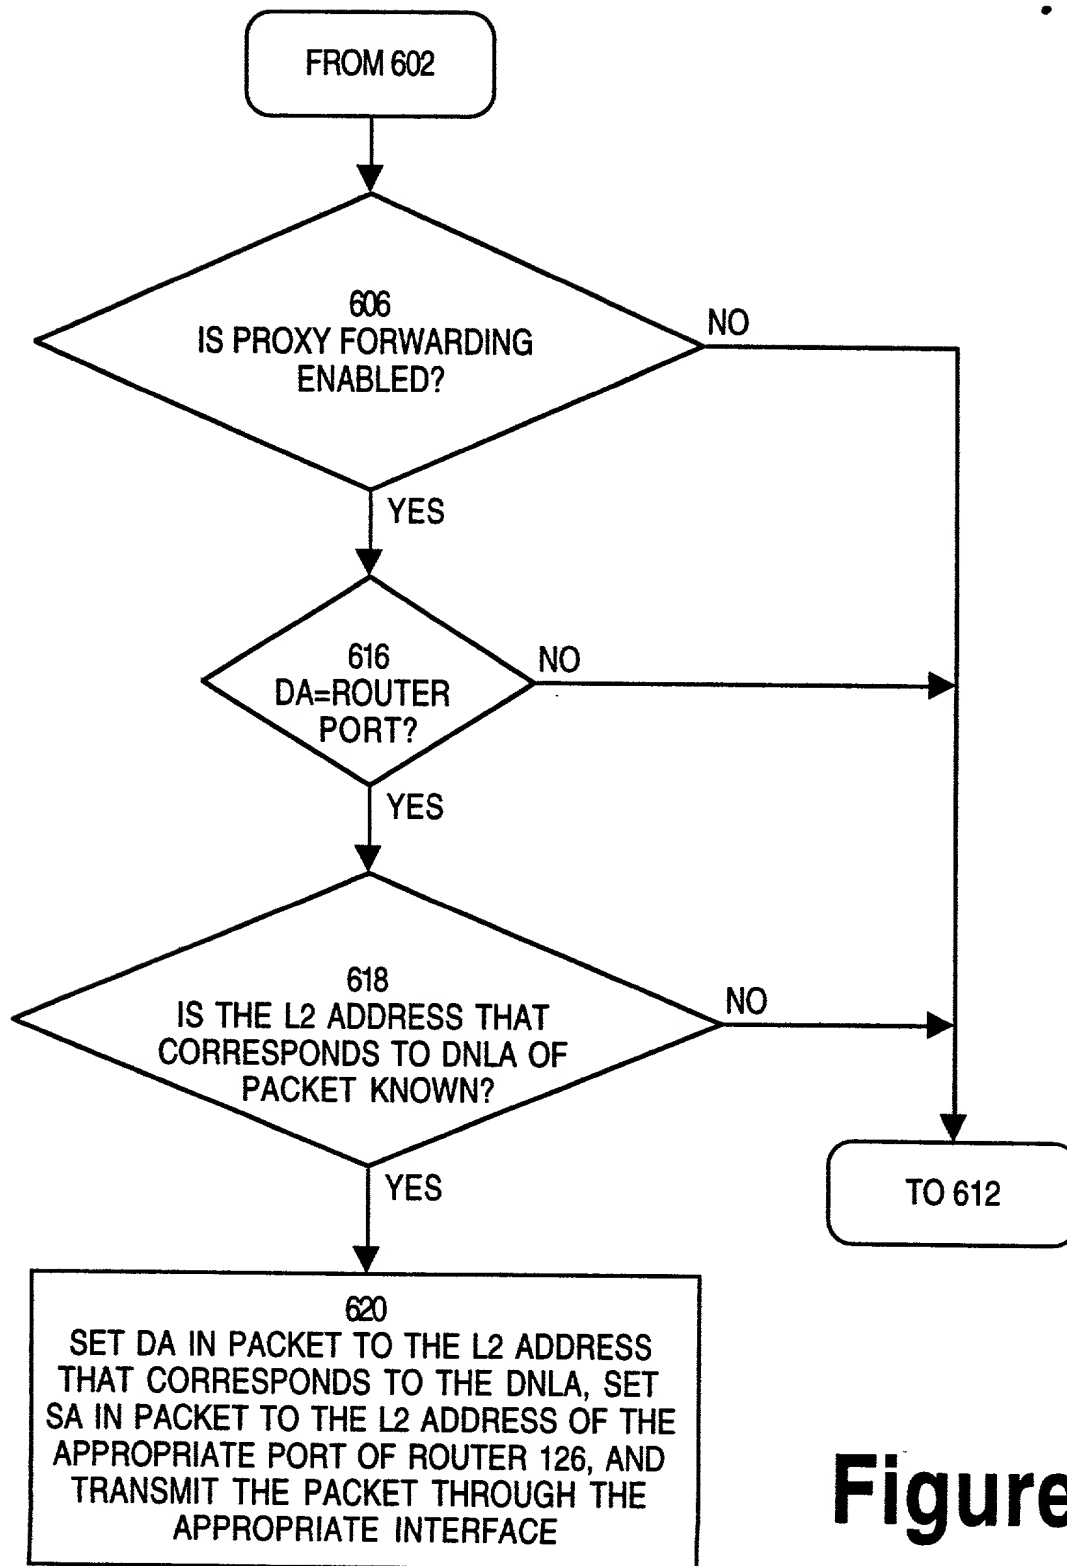 FROM 602
606
IS PROXY FORWARDING
ENABLED?
NO
YES
616
DA=ROUTER
PORT?
NO
YES
618
IS THE L2 ADDRESS THAT
CORRESPONDS TO DNLA OF
PACKET KNOWN?
NO
YES
TO 612
620
SET DA IN PACKET TO THE L2 ADDRESS
THAT CORRESPONDS TO THE DNLA, SET
SA IN PACKET TO THE L2 ADDRESS OF THE
APPROPRIATE PORT OF ROUTER 126, AND
TRANSMIT THE PACKET THROUGH THE
APPROPRIATE INTERFACE
Figure